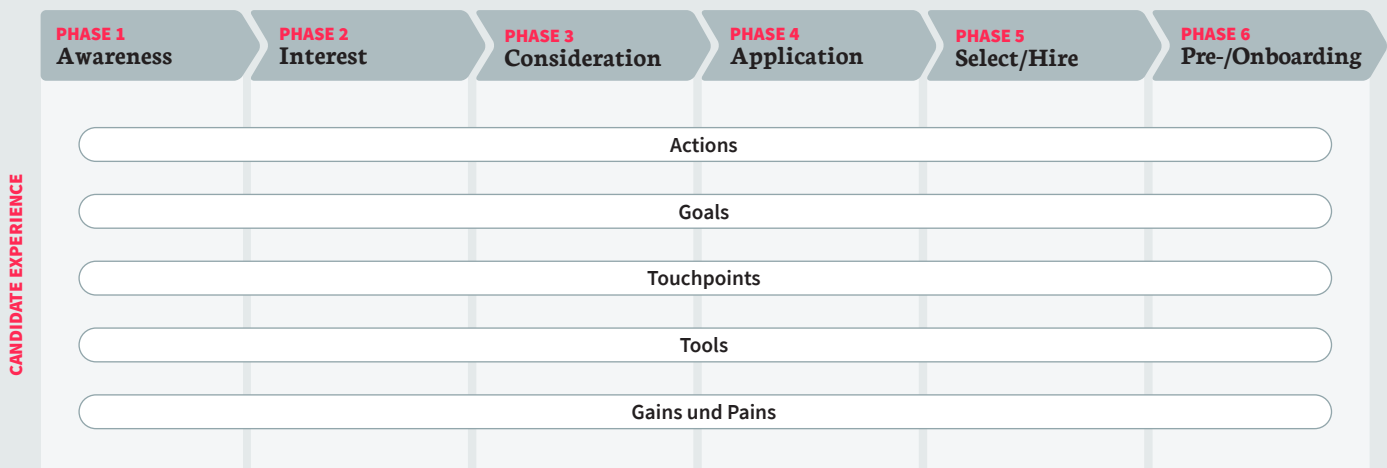 PHASE 1
Awareness
PHASE 2
Interest
PHASE 3
Consideration
PHASE 4
Application
PHASE 5
Select/Hire
PHASE 6
Pre-/Onboarding
CANDIDATE EXPERIENCE
Actions
Goals
Touchpoints
Tools
Gains und Pains